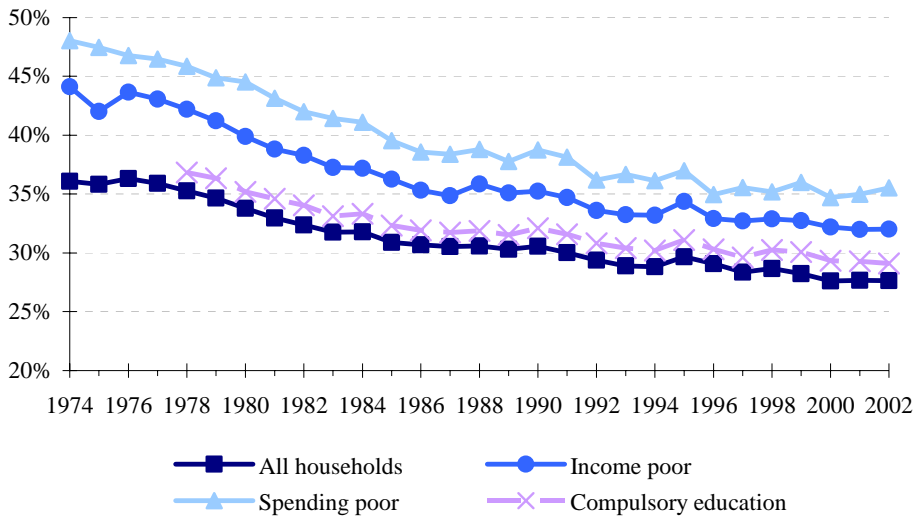 50%
45%
40%
35%
30%
25%
20%
1974 1976 1978 1980 1982 1984 1986 1988 1990 1992 1994 1996 1998 2000 2002
All households Income poor
Spending poor Compulsory education